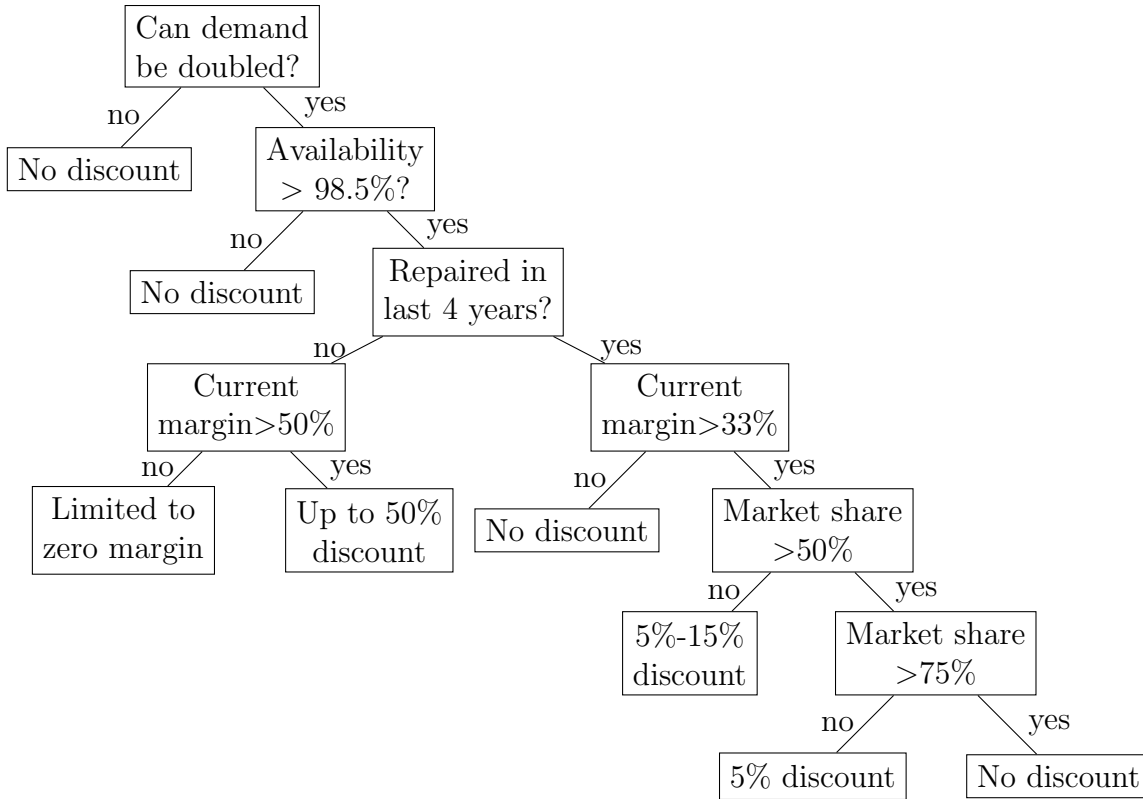 Can demand
be doubled?
no
yes
No discount
Availability
> 98.5%?
no
yes
No discount
Repaired in
last 4 years?
no
yes
Current
margin>50%
Current
margin>33%
no
yes
no
yes
Limited to
zero margin
Up to 50%
discount
No discount
Market share
>50%
no
yes
5%-15%
discount
Market share
>75%
no
yes
5% discount
No discount